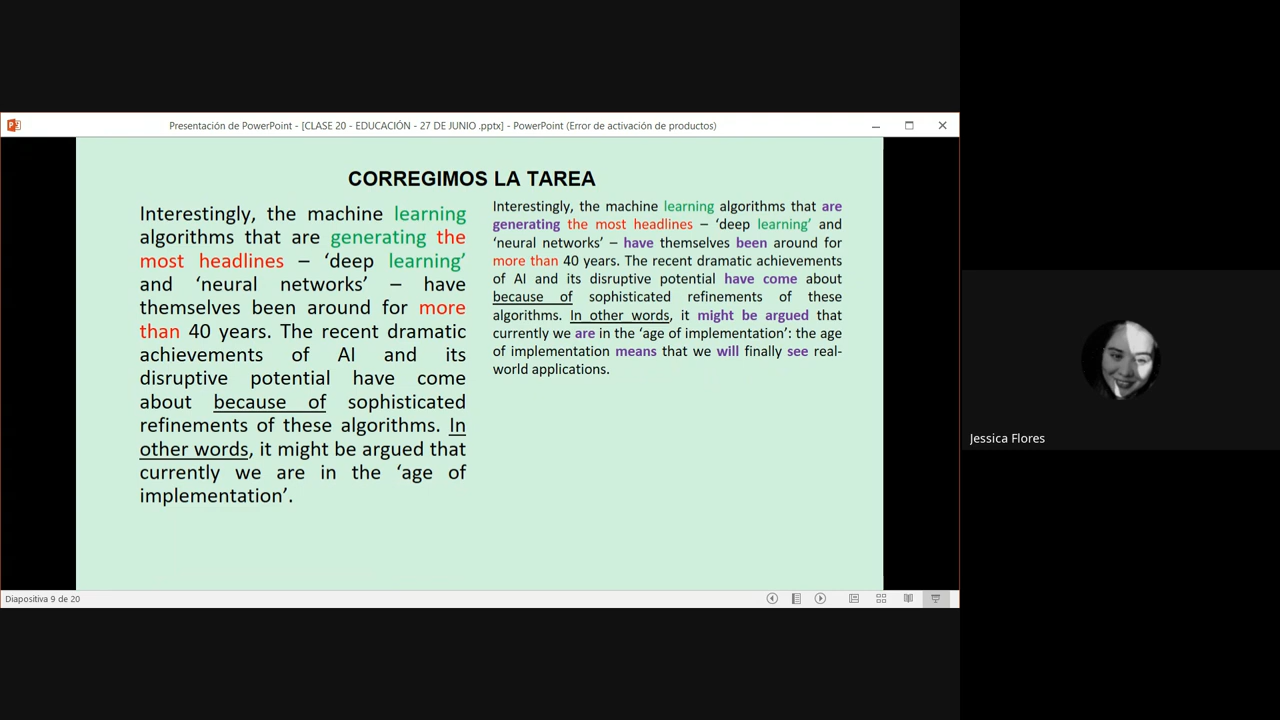 Presentación de PowerPoint - [CLASE 20 - EDUCACIÓN - 27 DE JUNIO .pptx] - PowerPoint (Error de activación de productos)
CORREGIMOS LA TAREA
Interestingly, the machine learning
algorithms that are generating the
most headlines – ‘deep learning’
and ‘neural networks’ – have
themselves been around for more
than 40 years. The recent dramatic
achievements of AI and its
disruptive potential have come
about because of sophisticated
refinements of these algorithms. In
other words, it might be argued that
currently we are in the ‘age of
implementation’.
Interestingly, the machine learning algorithms that are
generating the most headlines – ‘deep learning’ and
‘neural networks’ – have themselves been around for
more than 40 years. The recent dramatic achievements
of AI and its disruptive potential have come about
because of sophisticated refinements of these
algorithms. In other words, it might be argued that
currently we are in the ‘age of implementation’: the age
of implementation means that we will finally see real-
world applications.
Jessica Flores
Diapositiva 9 de 20